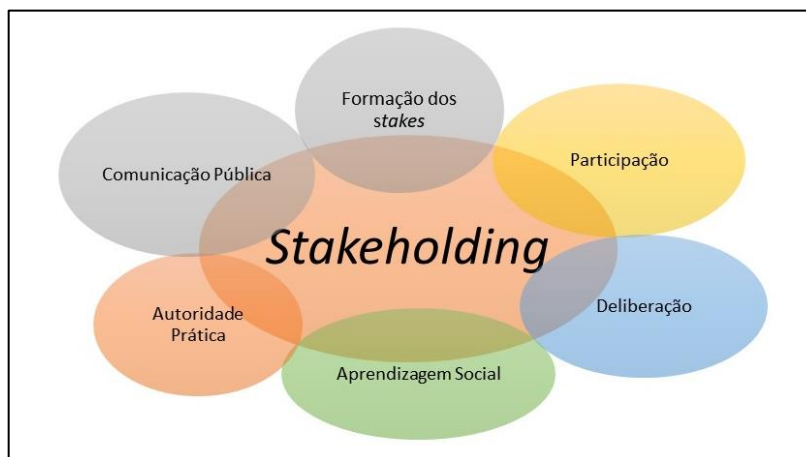 Formação dos
stakes
Participação
Comunicação Pública
Stakeholding
Deliberação
Autoridade
Prática
Aprendizagem Social